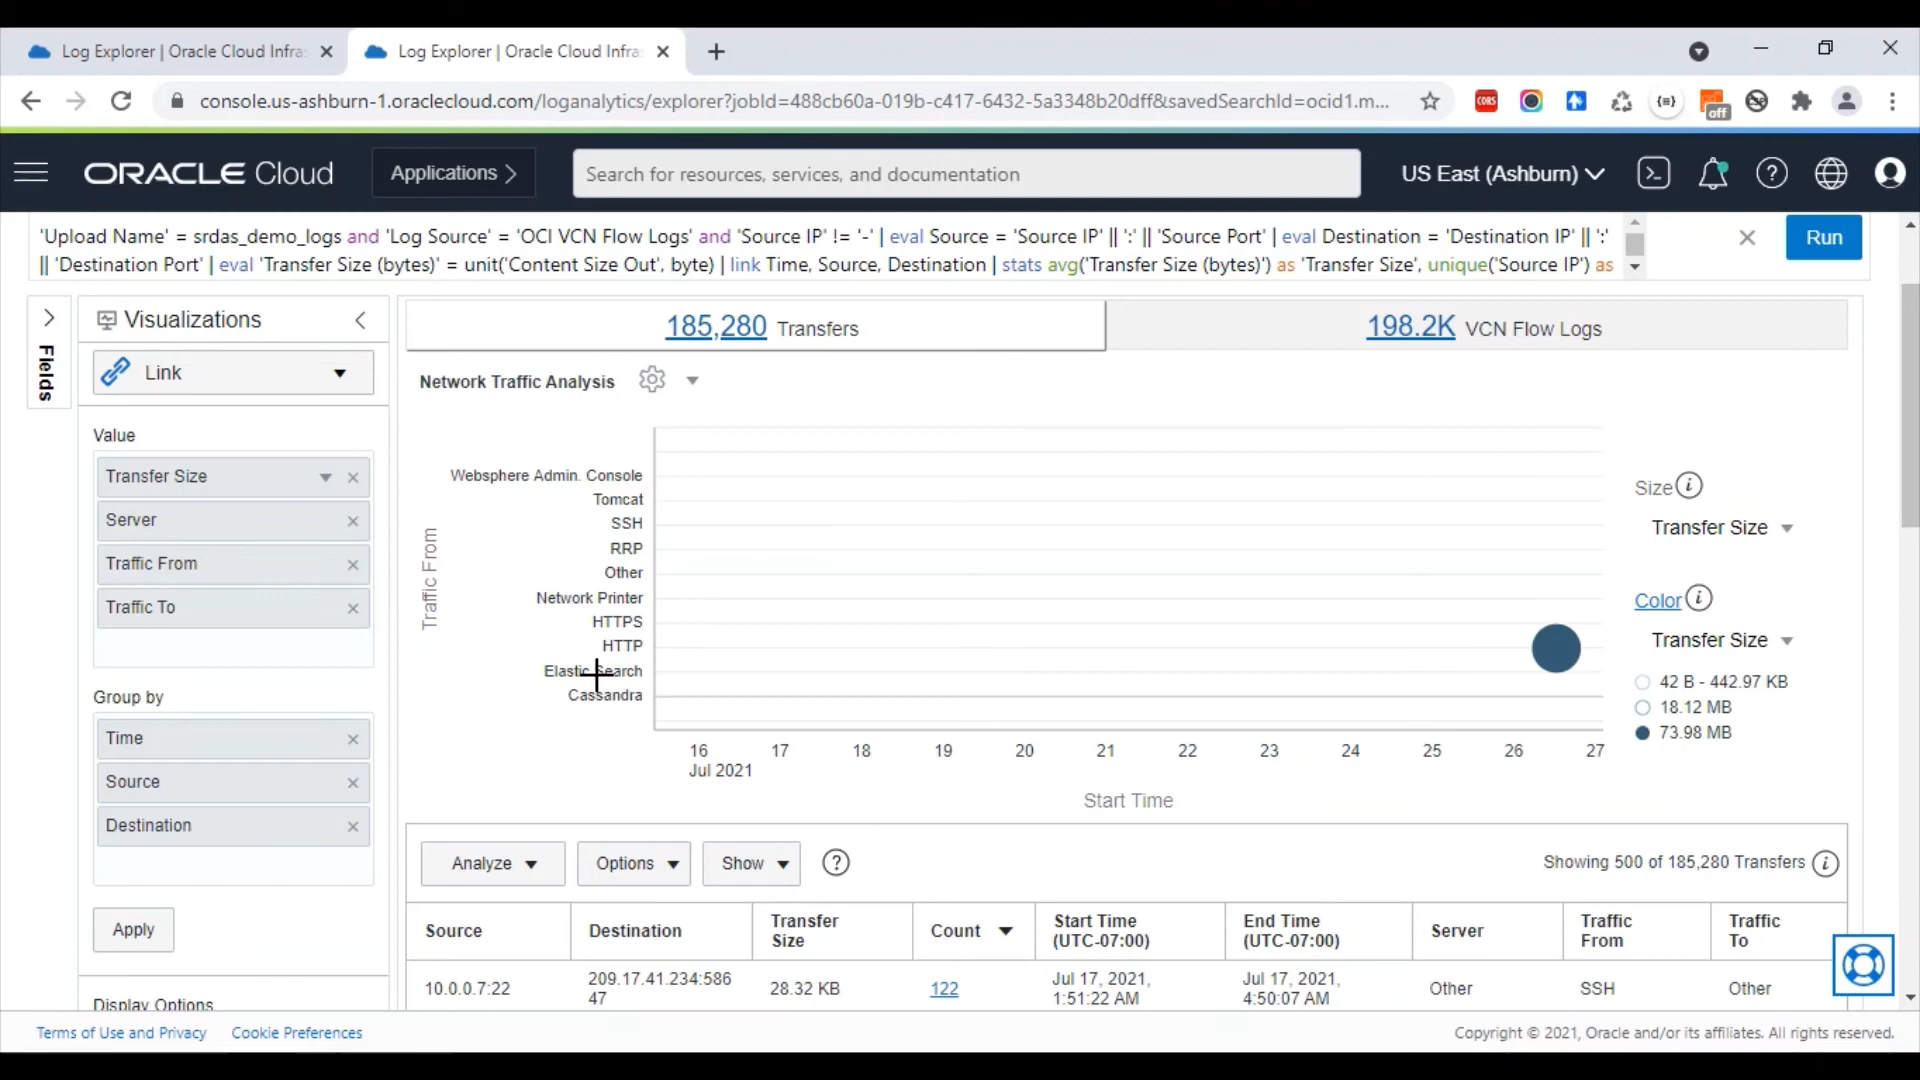 Log Explorer | Oracle Cloud Infra
Log Explorer | Oracle Cloud Infra
console.us-ashburn-1.oraclecloud.com/loganalytics/explorer?jobId=488cb60a-019b-c417-6432-5a3348b20dff&savedSearchId=ocid1.m...
CORS
off
ORACLE Cloud
Applications
Search for resources, services, and documentation
US East (Ashburn)
'Upload Name' = srdas_demo_logs and 'Log Source' = 'OCI VCN Flow Logs' and 'Source IP' != '-' | eval Source = 'Source IP' || ':' || 'Source Port' | eval Destination = 'Destination IP' || ':'
|| 'Destination Port' | eval 'Transfer Size (bytes)' = unit('Content Size Out', byte) | link Time, Source, Destination | stats avg('Transfer Size (bytes)') as 'Transfer Size', unique('Source IP') as
Run
Fields
Visualizations
Link
Value
Transfer Size
Server
Traffic From
Traffic To
Group by
Time
Source
Destination
Apply
Display Options
185,280 Transfers
198.2K VCN Flow Logs
Network Traffic Analysis
Traffic From
Websphere Admin. Console
Tomcat
SSH
RRP
Other
Network Printer
HTTPS
HTTP
Elastic Search
Cassandra
16 17 18 19 20 21 22 23 24 25 26 27
Jul 2021
Start Time
Size
Transfer Size
Color
Transfer Size
42 B - 442.97 KB
18.12 MB
73.98 MB
Analyze
Options
Show
Showing 500 of 185,280 Transfers
Source Destination Transfer Size Count Start Time (UTC-07:00) End Time (UTC-07:00) Server Traffic From Traffic To
10.0.0.7:22 209.17.41.234:58647 28.32 KB 122 Jul 17, 2021, 1:51:22 AM Jul 17, 2021, 4:50:07 AM Other SSH Other
Terms of Use and Privacy
Cookie Preferences
Copyright © 2021, Oracle and/or its affiliates. All rights reserved.